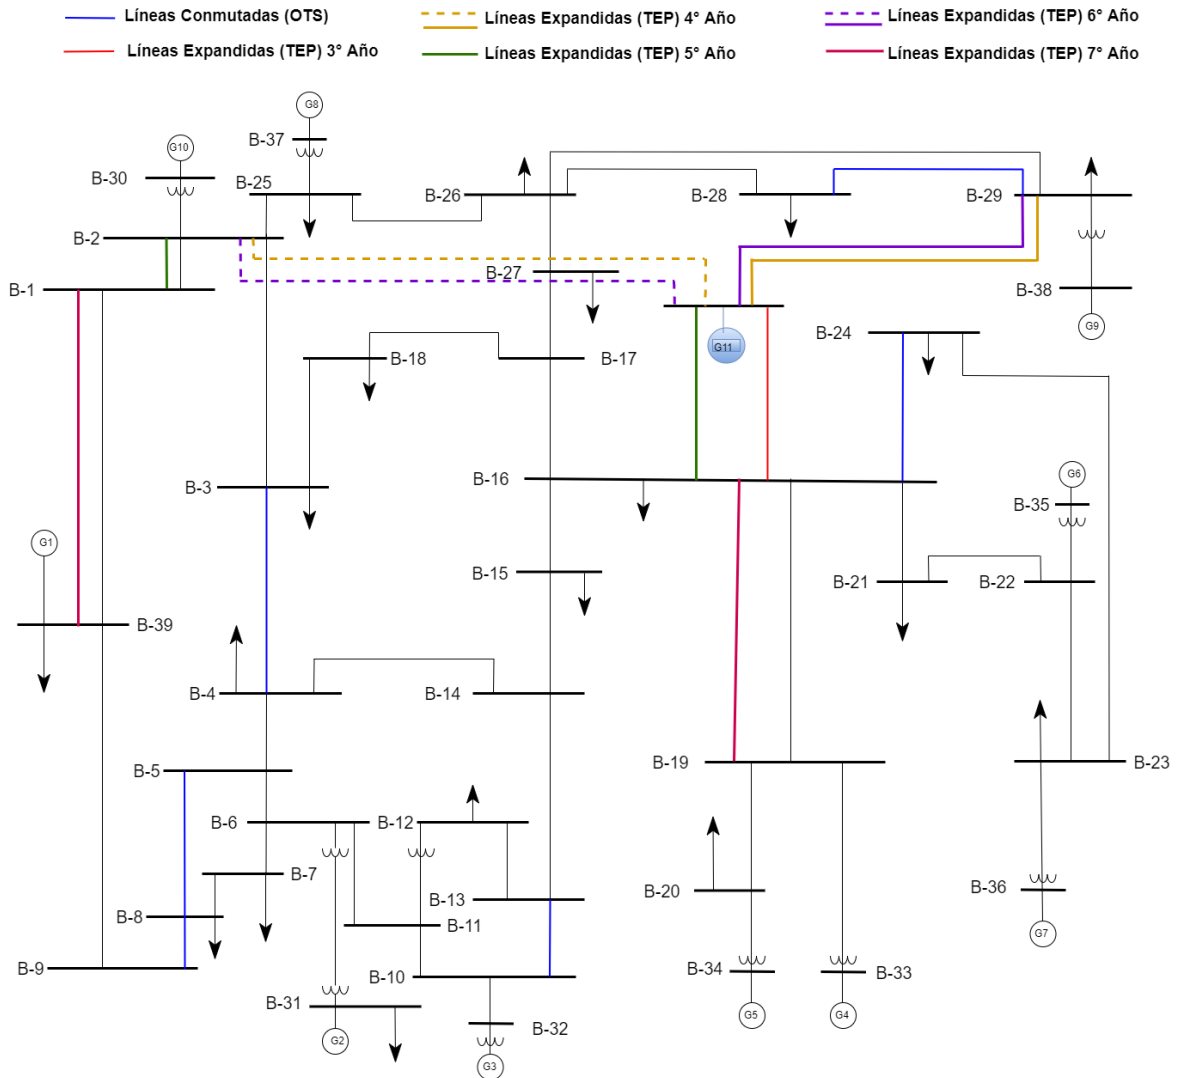 Líneas Conmutadas (OTS)
Líneas Expandidas (TEP) 4° Año
Líneas Expandidas (TEP) 6° Año
Líneas Expandidas (TEP) 3° Año
Líneas Expandidas (TEP) 5° Año
Líneas Expandidas (TEP) 7° Año
G8
B-37
G10
B-30
B-25
B-26
B-28
B-29
B-2
B-27
B-1
B-38
G9
B-24
G11
B-18
B-17
B-16
B-3
G6
B-35
G1
B-15
B-21
B-22
B-39
B-4
B-14
B-19
B-23
B-5
B-6
B-12
B-7
B-20
B-36
B-13
B-8
B-11
G7
B-9
B-10
B-34
B-33
B-31
G5
G4
B-32
G2
G3